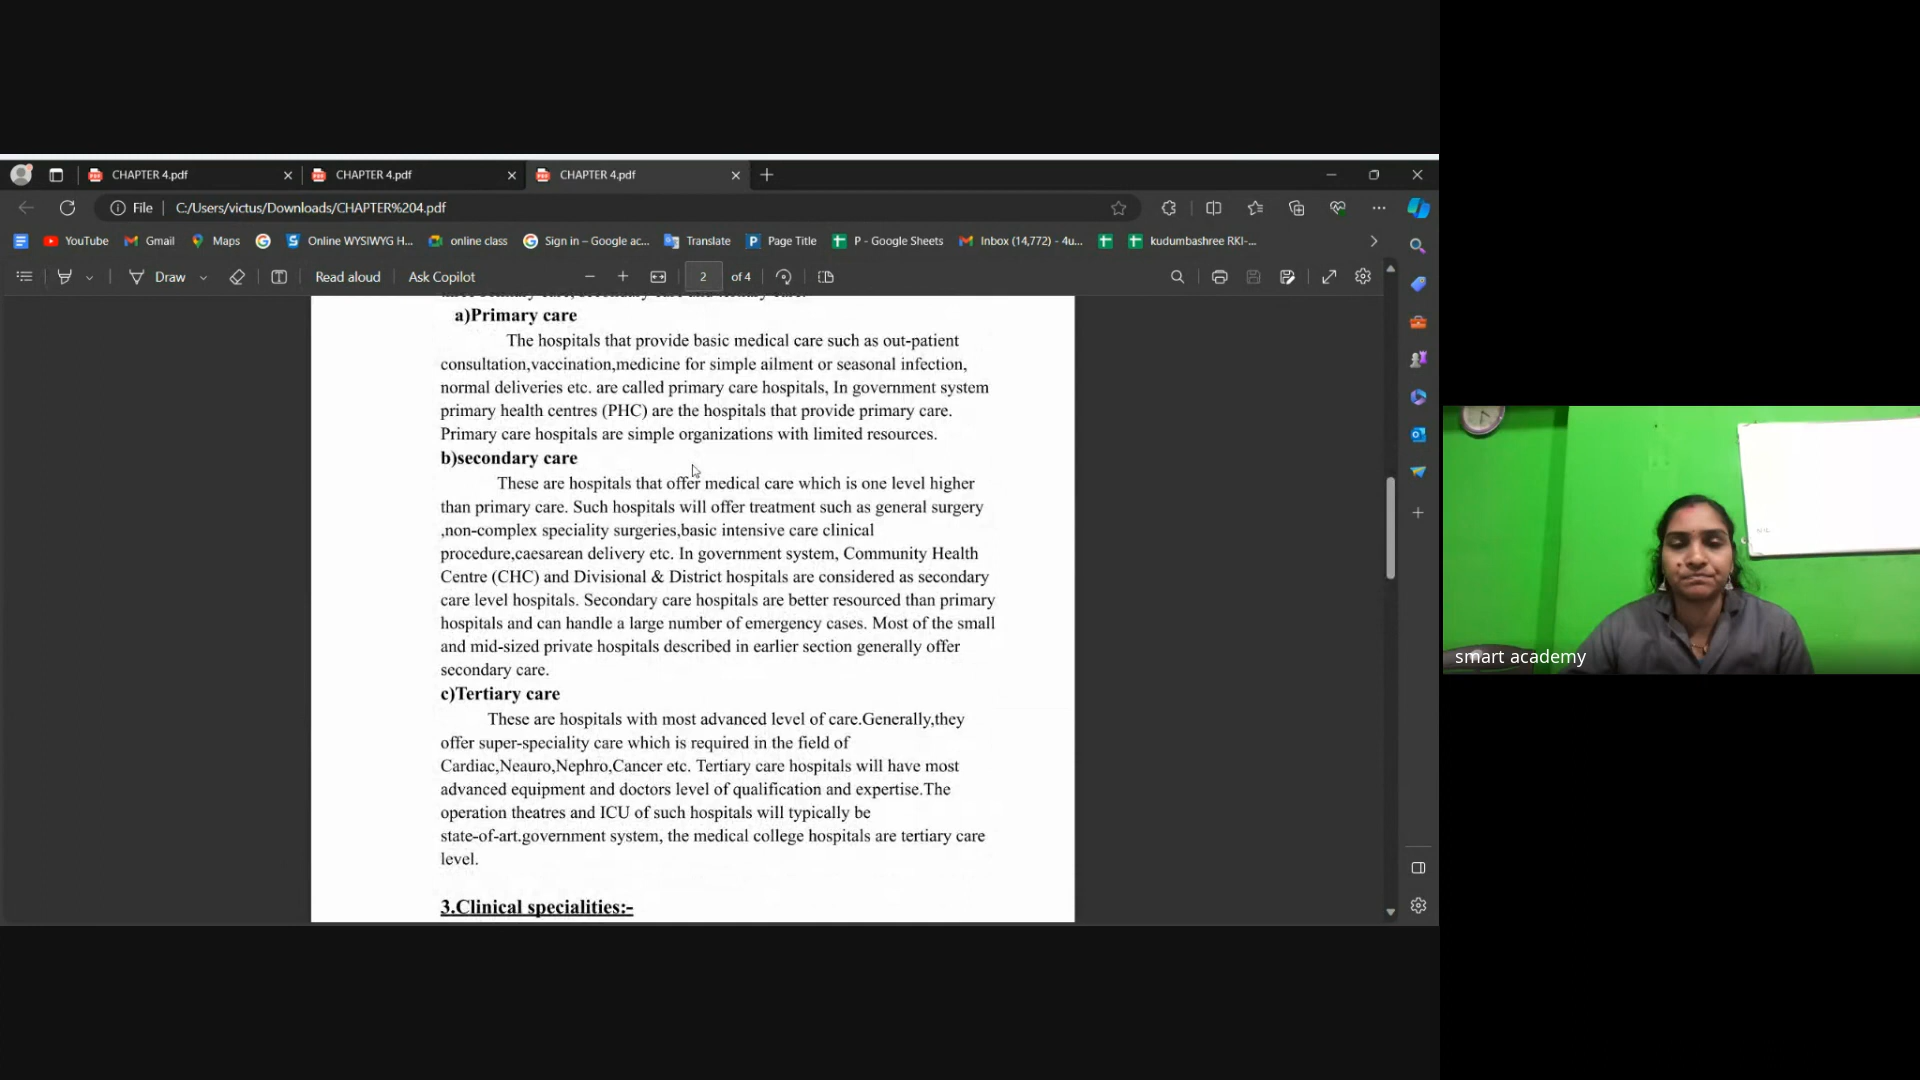 CHAPTER 4.pdf
CHAPTER 4.pdf
CHAPTER 4.pdf
File
C:/Users/victus/Downloads/CHAPTER%204.pdf
YouTube
Gmail
Maps
Online WYSIWYG H...
online class
Sign in – Google ac...
Translate
Page Title
P - Google Sheets
Inbox (14,772) - 4u...
kudumbashree RKI-...
Draw
Read aloud
Ask Copilot
2
of 4
a)Primary care
The hospitals that provide basic medical care such as out-patient
consultation,vaccination,medicine for simple ailment or seasonal infection,
normal deliveries etc. are called primary care hospitals, In government system
primary health centres (PHC) are the hospitals that provide primary care.
Primary care hospitals are simple organizations with limited resources.
b)secondary care
These are hospitals that offer medical care which is one level higher
than primary care. Such hospitals will offer treatment such as general surgery
,non-complex speciality surgeries,basic intensive care clinical
procedure,caesarean delivery etc. In government system, Community Health
Centre (CHC) and Divisional & District hospitals are considered as secondary
care level hospitals. Secondary care hospitals are better resourced than primary
hospitals and can handle a large number of emergency cases. Most of the small
and mid-sized private hospitals described in earlier section generally offer
secondary care.
c)Tertiary care
These are hospitals with most advanced level of care.Generally,they
offer super-speciality care which is required in the field of
Cardiac,Neauro,Nephro,Cancer etc. Tertiary care hospitals will have most
advanced equipment and doctors level of qualification and expertise.The
operation theatres and ICU of such hospitals will typically be
state-of-art.government system, the medical college hospitals are tertiary care
level.
3.Clinical specialities:-
smart academy